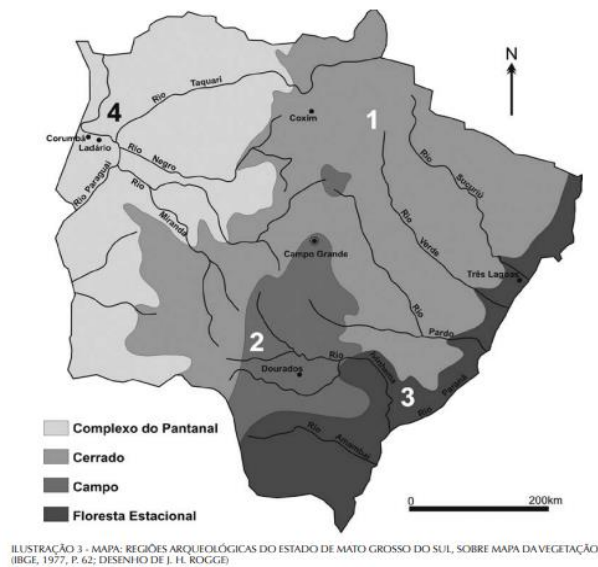 N
Rio
Taquari
4
Coxim
1
Corumbá
Ladário
Rio
Negro
Rio
Sucuriú
Rio Paraguai
Rio
Miranda
Rio
Verde
Campo Grande
Três Lagoas
Rio
Pardo
2
Rio
Dourados
3
Rio
Paraná
Rio
Amambai
Complexo do Pantanal
Cerrado
Campo
Floresta Estacional
0
200km
ILUSTRAÇÃO 3 - MAPA: REGIÕES ARQUEOLÓGICAS DO ESTADO DE MATO GROSSO DO SUL, SOBRE MAPA DA VEGETAÇÃO
(IBGE, 1977, P. 62; DESENHO DE J. H. ROGGE)